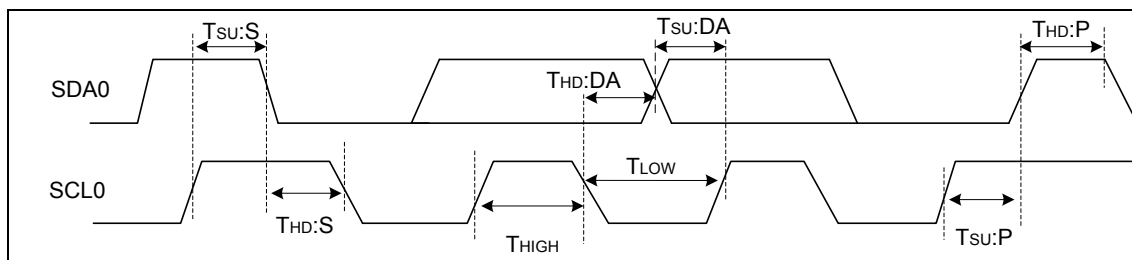 TSU:S
TSU:DA
THD:P
SDA0
THD:DA
TLOW
SCL0
THD:S
THIGH
TSU:P